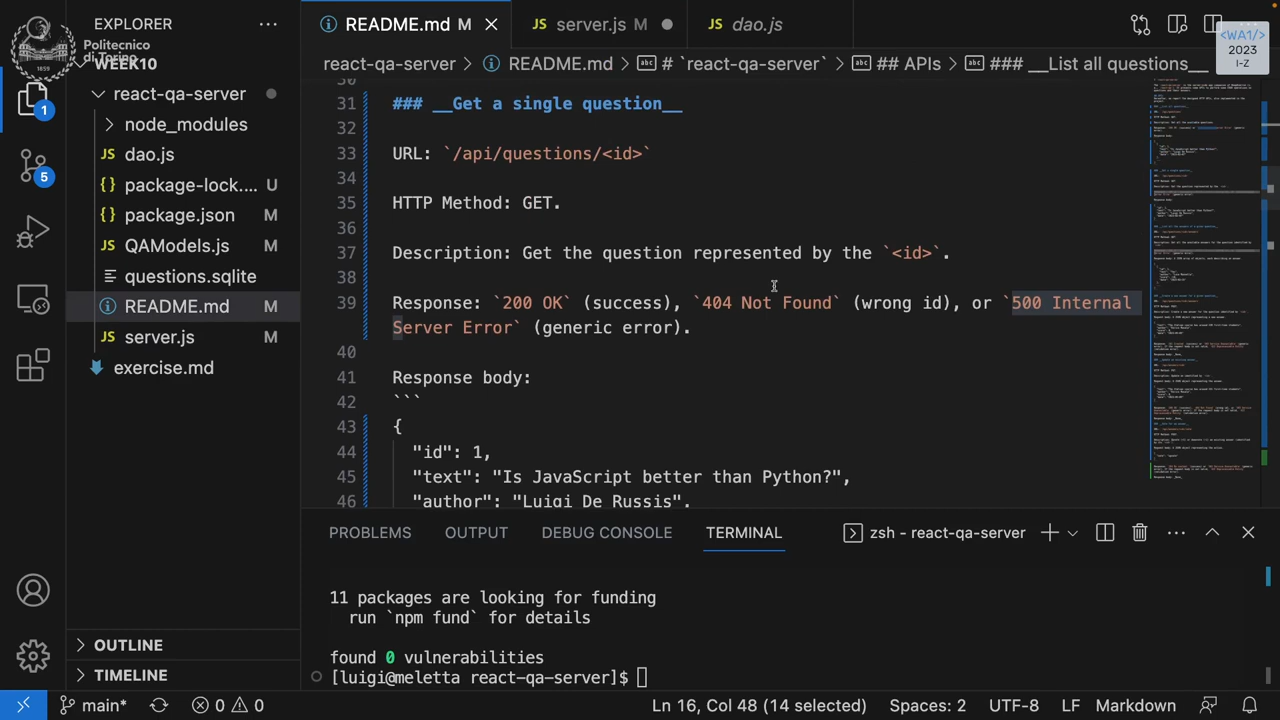 EXPLORER
Politecnico
di Torino
1859
WEEK10
react-qa-server
node_modules
dao.js
package-lock.... U
package.json M
QAModels.js M
questions.sqlite
README.md M
server.js M
exercise.md
OUTLINE
TIMELINE
1
5
README.md M
server.js M
dao.js
<WA1/>
2023
I-Z
react-qa-server > README.md > # `react-qa-server` > ## APIs > ### __List all questions__
30
31 ### __Get a single question__
32
33 URL: `/api/questions/<id>`
34
35 HTTP Method: GET.
36
37 Description: Get the question represented by the `<id>`.
38
39 Response: `200 OK` (success), `404 Not Found` (wrong id), or `500 Internal
Server Error` (generic error).
40
41 Response body:
42 ```
43 {
44 "id": 1,
45 "text": "Is JavaScript better than Python?",
46 "author": "Luigi De Russis",
PROBLEMS OUTPUT DEBUG CONSOLE TERMINAL
zsh - react-qa-server
11 packages are looking for funding
run `npm fund` for details
found 0 vulnerabilities
[luigi@meletta react-qa-server]$
main* 0 0 Ln 16, Col 48 (14 selected) Spaces: 2 UTF-8 LF Markdown